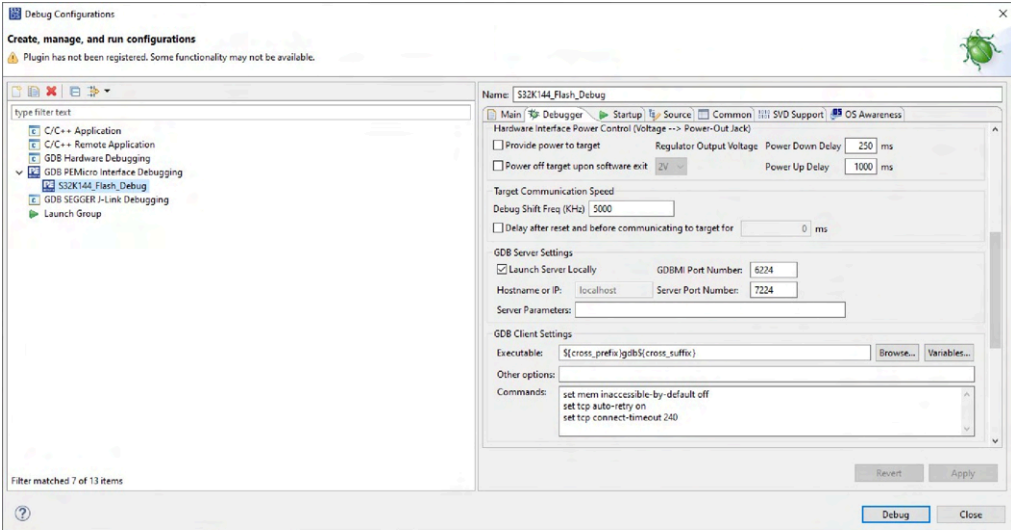 Debug Configurations
Create, manage, and run configurations
Plugin has not been registered. Some functionality may not be available.
type filter text
C/C++ Application
C/C++ Remote Application
GDB Hardware Debugging
GDB PEMicro Interface Debugging
S32K144_Flash_Debug
GDB SEGGER J-Link Debugging
Launch Group
Filter matched 7 of 13 items
Name: S32K144_Flash_Debug
Main Debugger Startup Source Common SVD Support OS Awareness
Hardware Interface Power Control (Voltage --> Power-Out Jack)
Provide power to target Regulator Output Voltage Power Down Delay 250 ms
Power off target upon software exit 2V Power Up Delay 1000 ms
Target Communication Speed
Debug Shift Freq (KHz) 5000
Delay after reset and before communicating to target for 0 ms
GDB Server Settings
Launch Server Locally GDBMI Port Number: 6224
Hostname or IP: localhost Server Port Number: 7224
Server Parameters:
GDB Client Settings
Executable: ${cross_prefix}gdb${cross_suffix} Browse... Variables...
Other options:
Commands: set mem inaccessible-by-default off
set tcp auto-retry on
set tcp connect-timeout 240
Revert Apply
Debug Close